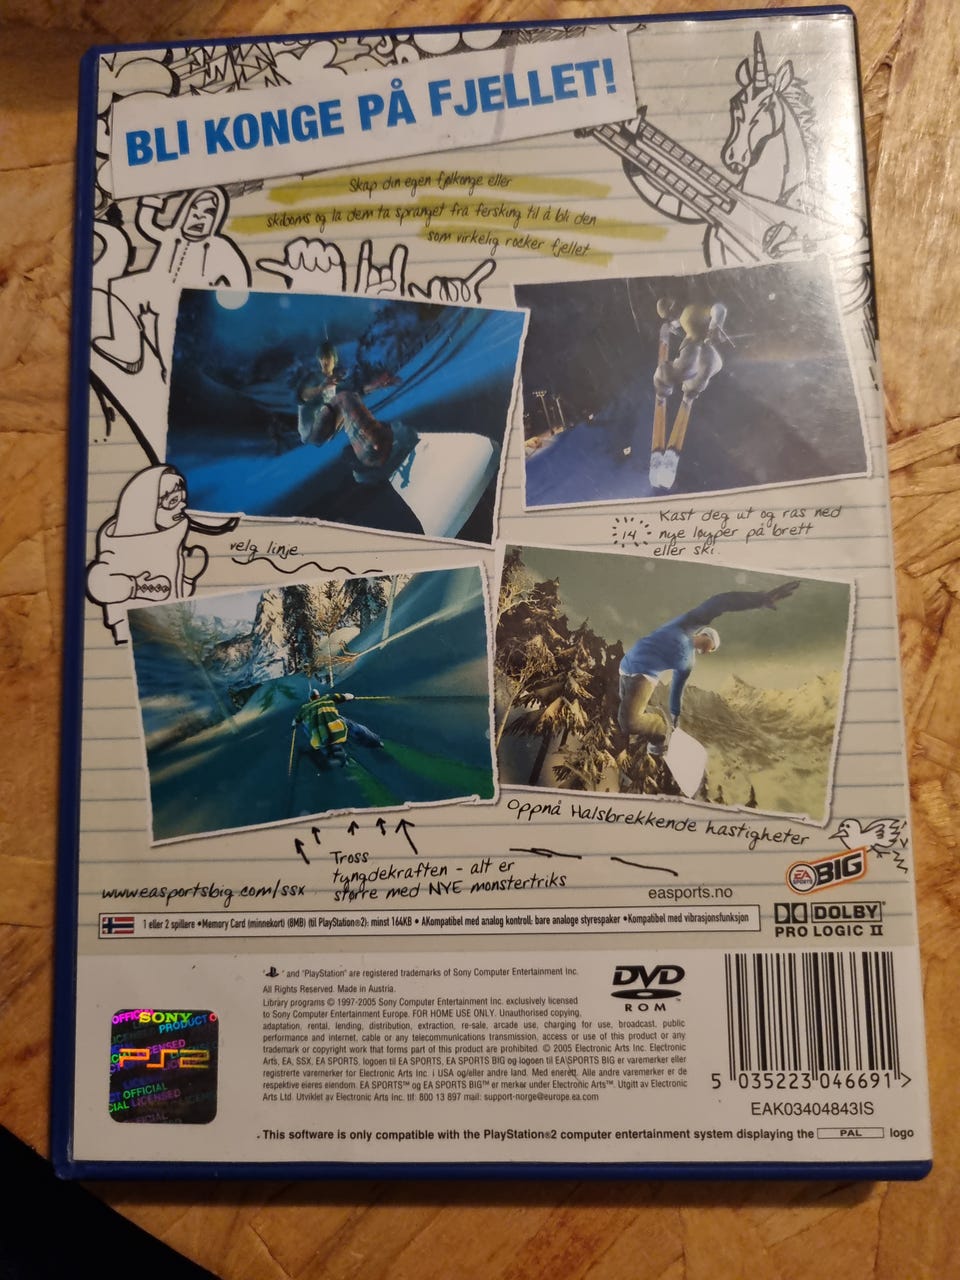 BLI KONGE PÅ FJELLET!
Skap din egen fjellkonge eller
skiboms og la dem ta spranget fra fersking til å bli den
som virkelig rocker fjellet
velg linje
14
Kast deg ut og ras ned
nye løyper på brett
eller ski.
Oppnå Halsbrekkende hastigheter
Tross
tyngdekraften - alt er
større med NYE monstertriks
www.easportsbig.com/ssx
easports.no
EA SPORTS BIG
1 eller 2 spillere •Memory Card (minnekort) (8MB) (til PlayStation®2): minst 164KB • AKompatibel med analog kontroll: bare analoge styrespaker •Kompatibel med vibrasjonsfunksjon
DOLBY
PRO LOGIC II
" and "PlayStation" are registered trademarks of Sony Computer Entertainment Inc.
All Rights Reserved. Made in Austria.
Library programs © 1997-2005 Sony Computer Entertainment Inc. exclusively licensed
to Sony Computer Entertainment Europe. FOR HOME USE ONLY. Unauthorised copying,
adaptation, rental, lending, distribution, extraction, re-sale, arcade use, charging for use, broadcast, public
performance and internet, cable or any telecommunications transmission, access or use of this product or any
trademark or copyright work that forms part of this product are prohibited. © 2005 Electronic Arts Inc. Electronic
Arts, EA, SSX, EA SPORTS, logoen til EA SPORTS, EA SPORTS BIG og logoen til EA SPORTS BIG er varemerker eller
registrerte varemerker for Electronic Arts Inc. i USA og/eller andre land. Med enerett. Alle andre varemerker er de
respektive eieres eiendom. EA SPORTS™ og EA SPORTS BIG™ er merker under Electronic Arts™. Utgitt av Electronic
Arts Ltd. Utviklet av Electronic Arts Inc. tlf: 800 13 897 mail: support-norge@europe.ea.com
DVD
ROM
OFFICIAL
SONY
PRODUCT
LICENSED
PS2
OFFICIAL
LICENSED
5 035223 046691 >
EAK03404843IS
This software is only compatible with the PlayStation®2 computer entertainment system displaying the PAL logo